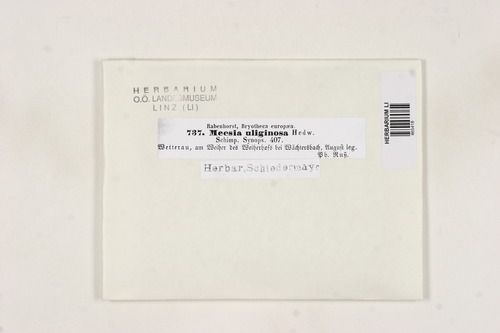 HERBARIUM
O.Ö. LANDESMUSEUM
LINZ (LI)
Rabenhorst, Bryotheca europæa.
737. Meesia uliginosa Hedw.
Schimp. Synops. 407.
Wetterau, am Weiher des Weiherhofs bei Wächtersbach, August leg.
Ph. Ruß.
Herbar. Schiedermayr
HERBARIUM LI